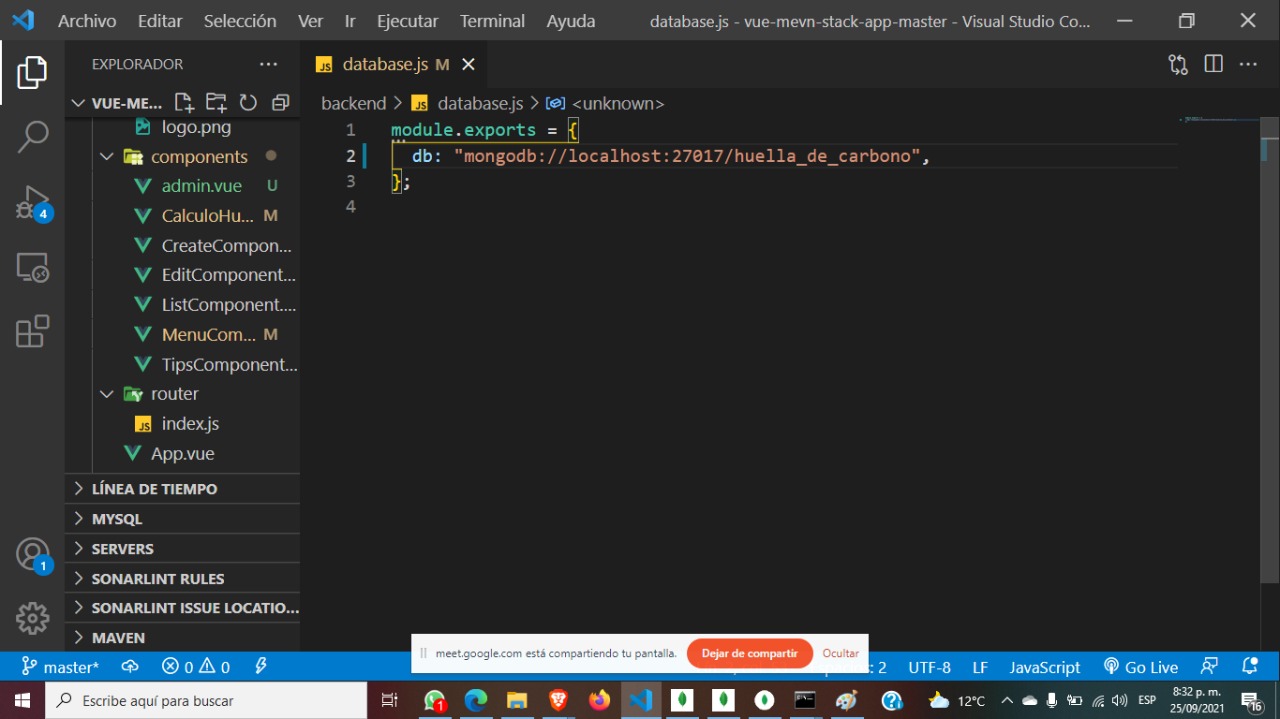 Archivo Editar Selección Ver Ir Ejecutar Terminal Ayuda database.js - vue-mevn-stack-app-master - Visual Studio Co...
EXPLORADOR
JS database.js M
VUE-ME...
backend > JS database.js > <unknown>
logo.png
components
admin.vue U
CalculoHu... M
CreateCompon...
EditComponent...
ListComponent....
MenuCom... M
TipsComponent...
router
JS index.js
App.vue
1 module.exports = {
2 db: "mongodb://localhost:27017/huella_de_carbono",
3 };
4
4
LÍNEA DE TIEMPO
MYSQL
SERVERS
SONARLINT RULES
SONARLINT ISSUE LOCATIO...
MAVEN
1
meet.google.com está compartiendo tu pantalla. Dejar de compartir Ocultar
master* 0 0 : 2 UTF-8 LF JavaScript Go Live
Escribe aquí para buscar
1
12°C ESP
8:32 p. m.
25/09/2021
16